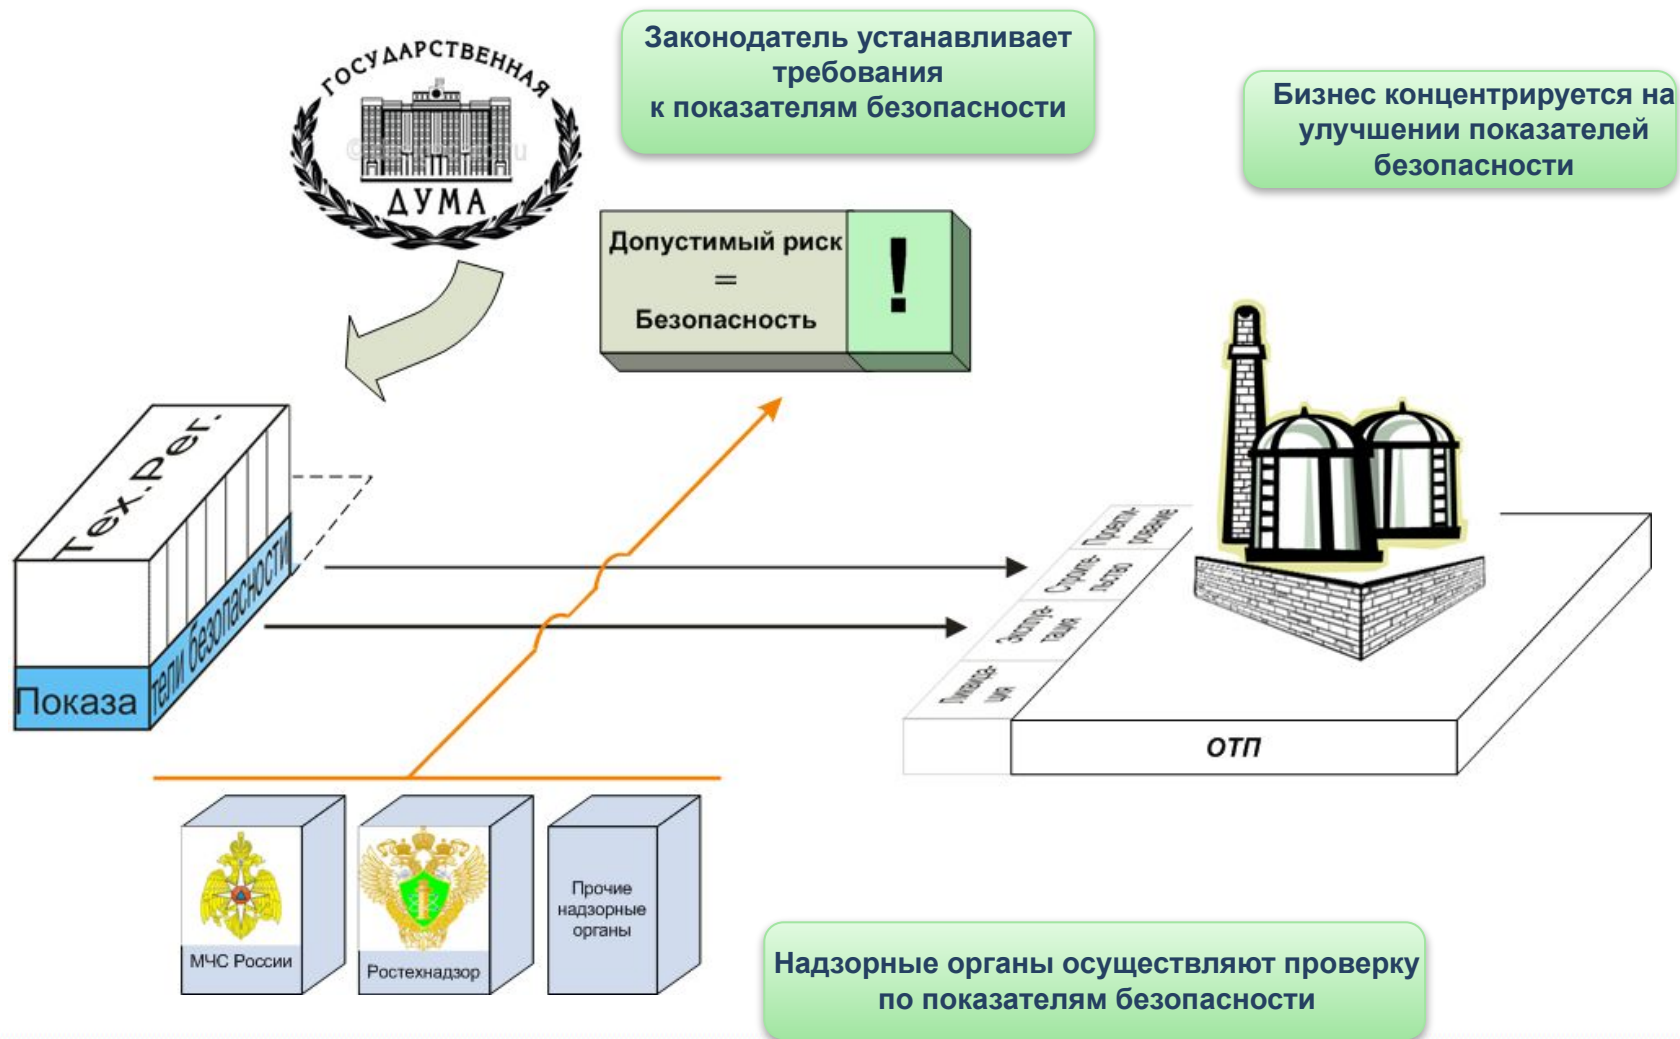 ГОСУДАРСТВЕННАЯ
ДУМА
Законодатель устанавливает
требования
к показателям безопасности
Бизнес концентрируется на
улучшении показателей
безопасности
Допустимый риск
=
Безопасность
!
Тех.рег.
Показа
тели безопасности
Проекти-
рование
Строите-
льство
Эксплуа-
тация
Ликвида-
ция
ОТП
МЧС России
Ростехнадзор
Прочие
надзорные
органы
Надзорные органы осуществляют проверку
по показателям безопасности